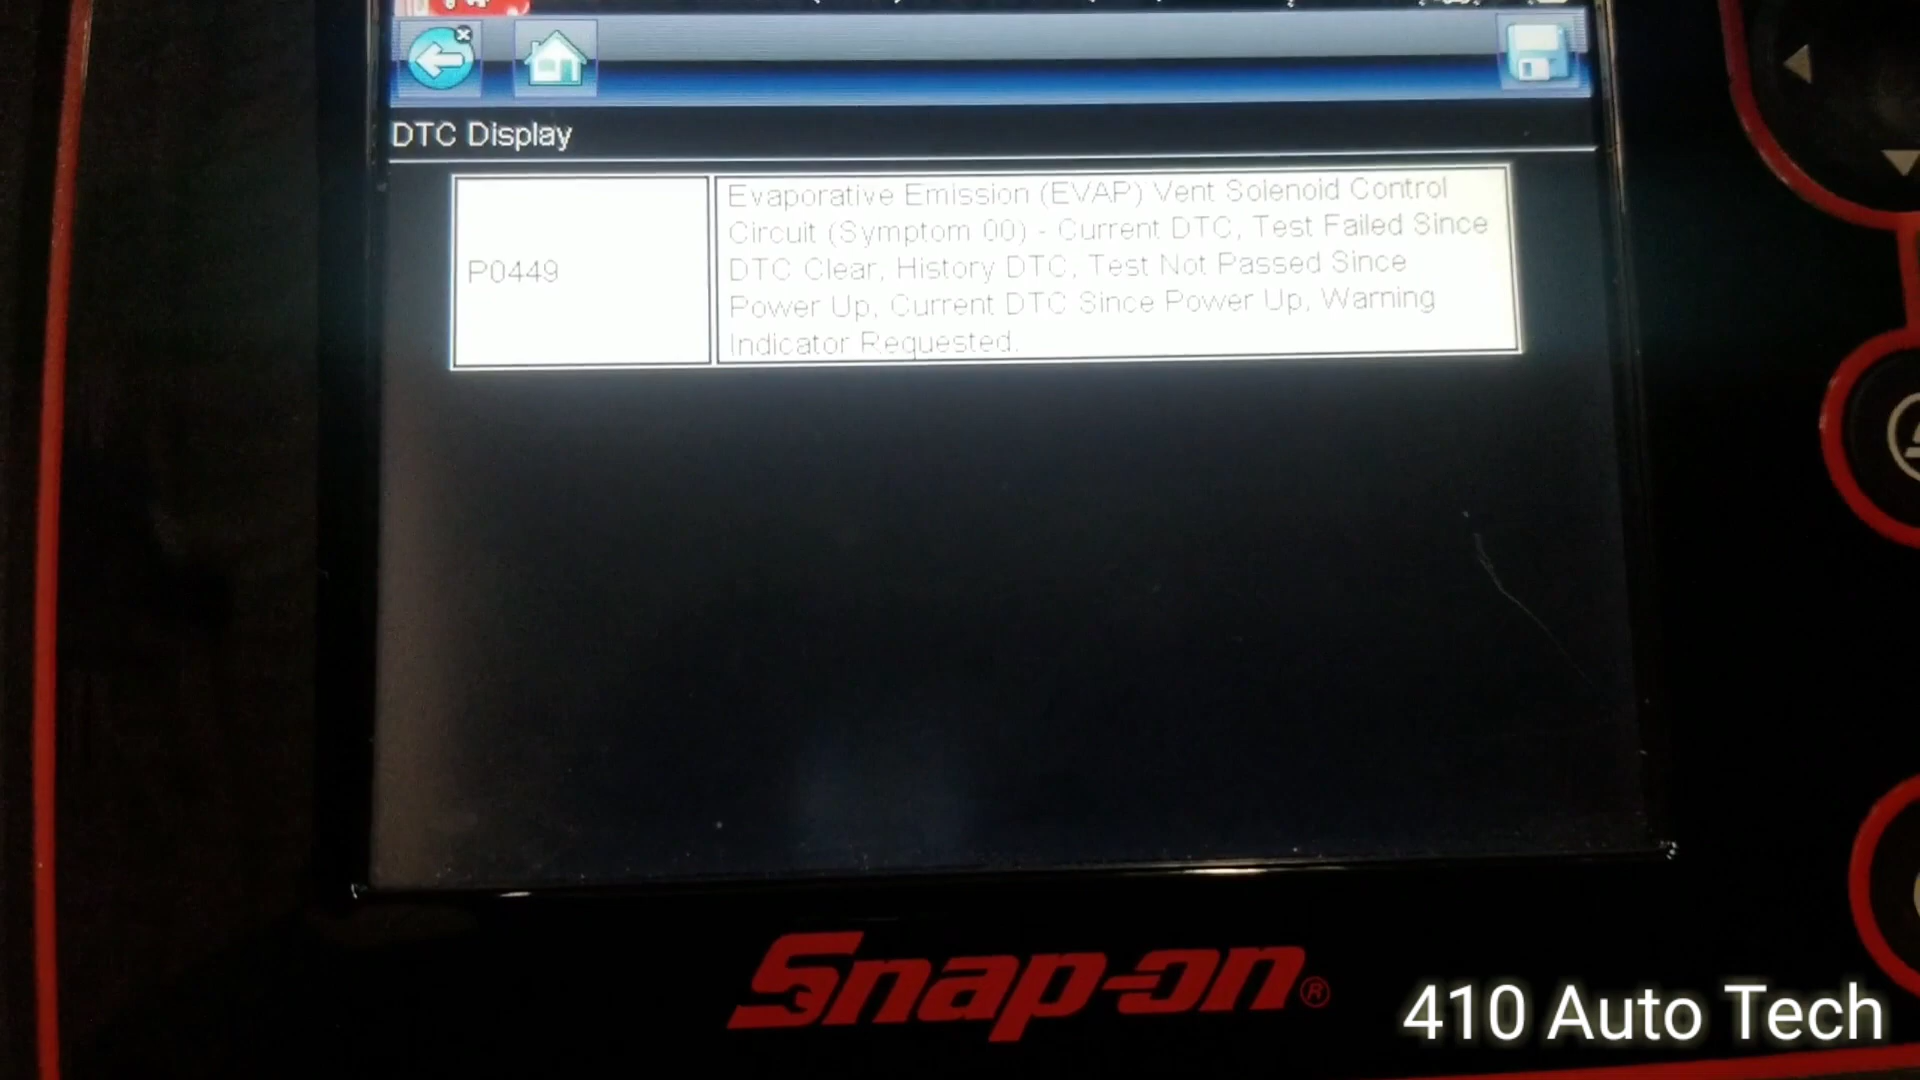 DTC Display
P0449
Evaporative Emission (EVAP) Vent Solenoid Control
Circuit (Symptom 00) - Current DTC, Test Failed Since
DTC Clear, History DTC, Test Not Passed Since
Power Up, Current DTC Since Power Up, Warning
Indicator Requested.
Snap-on®
410 Auto Tech